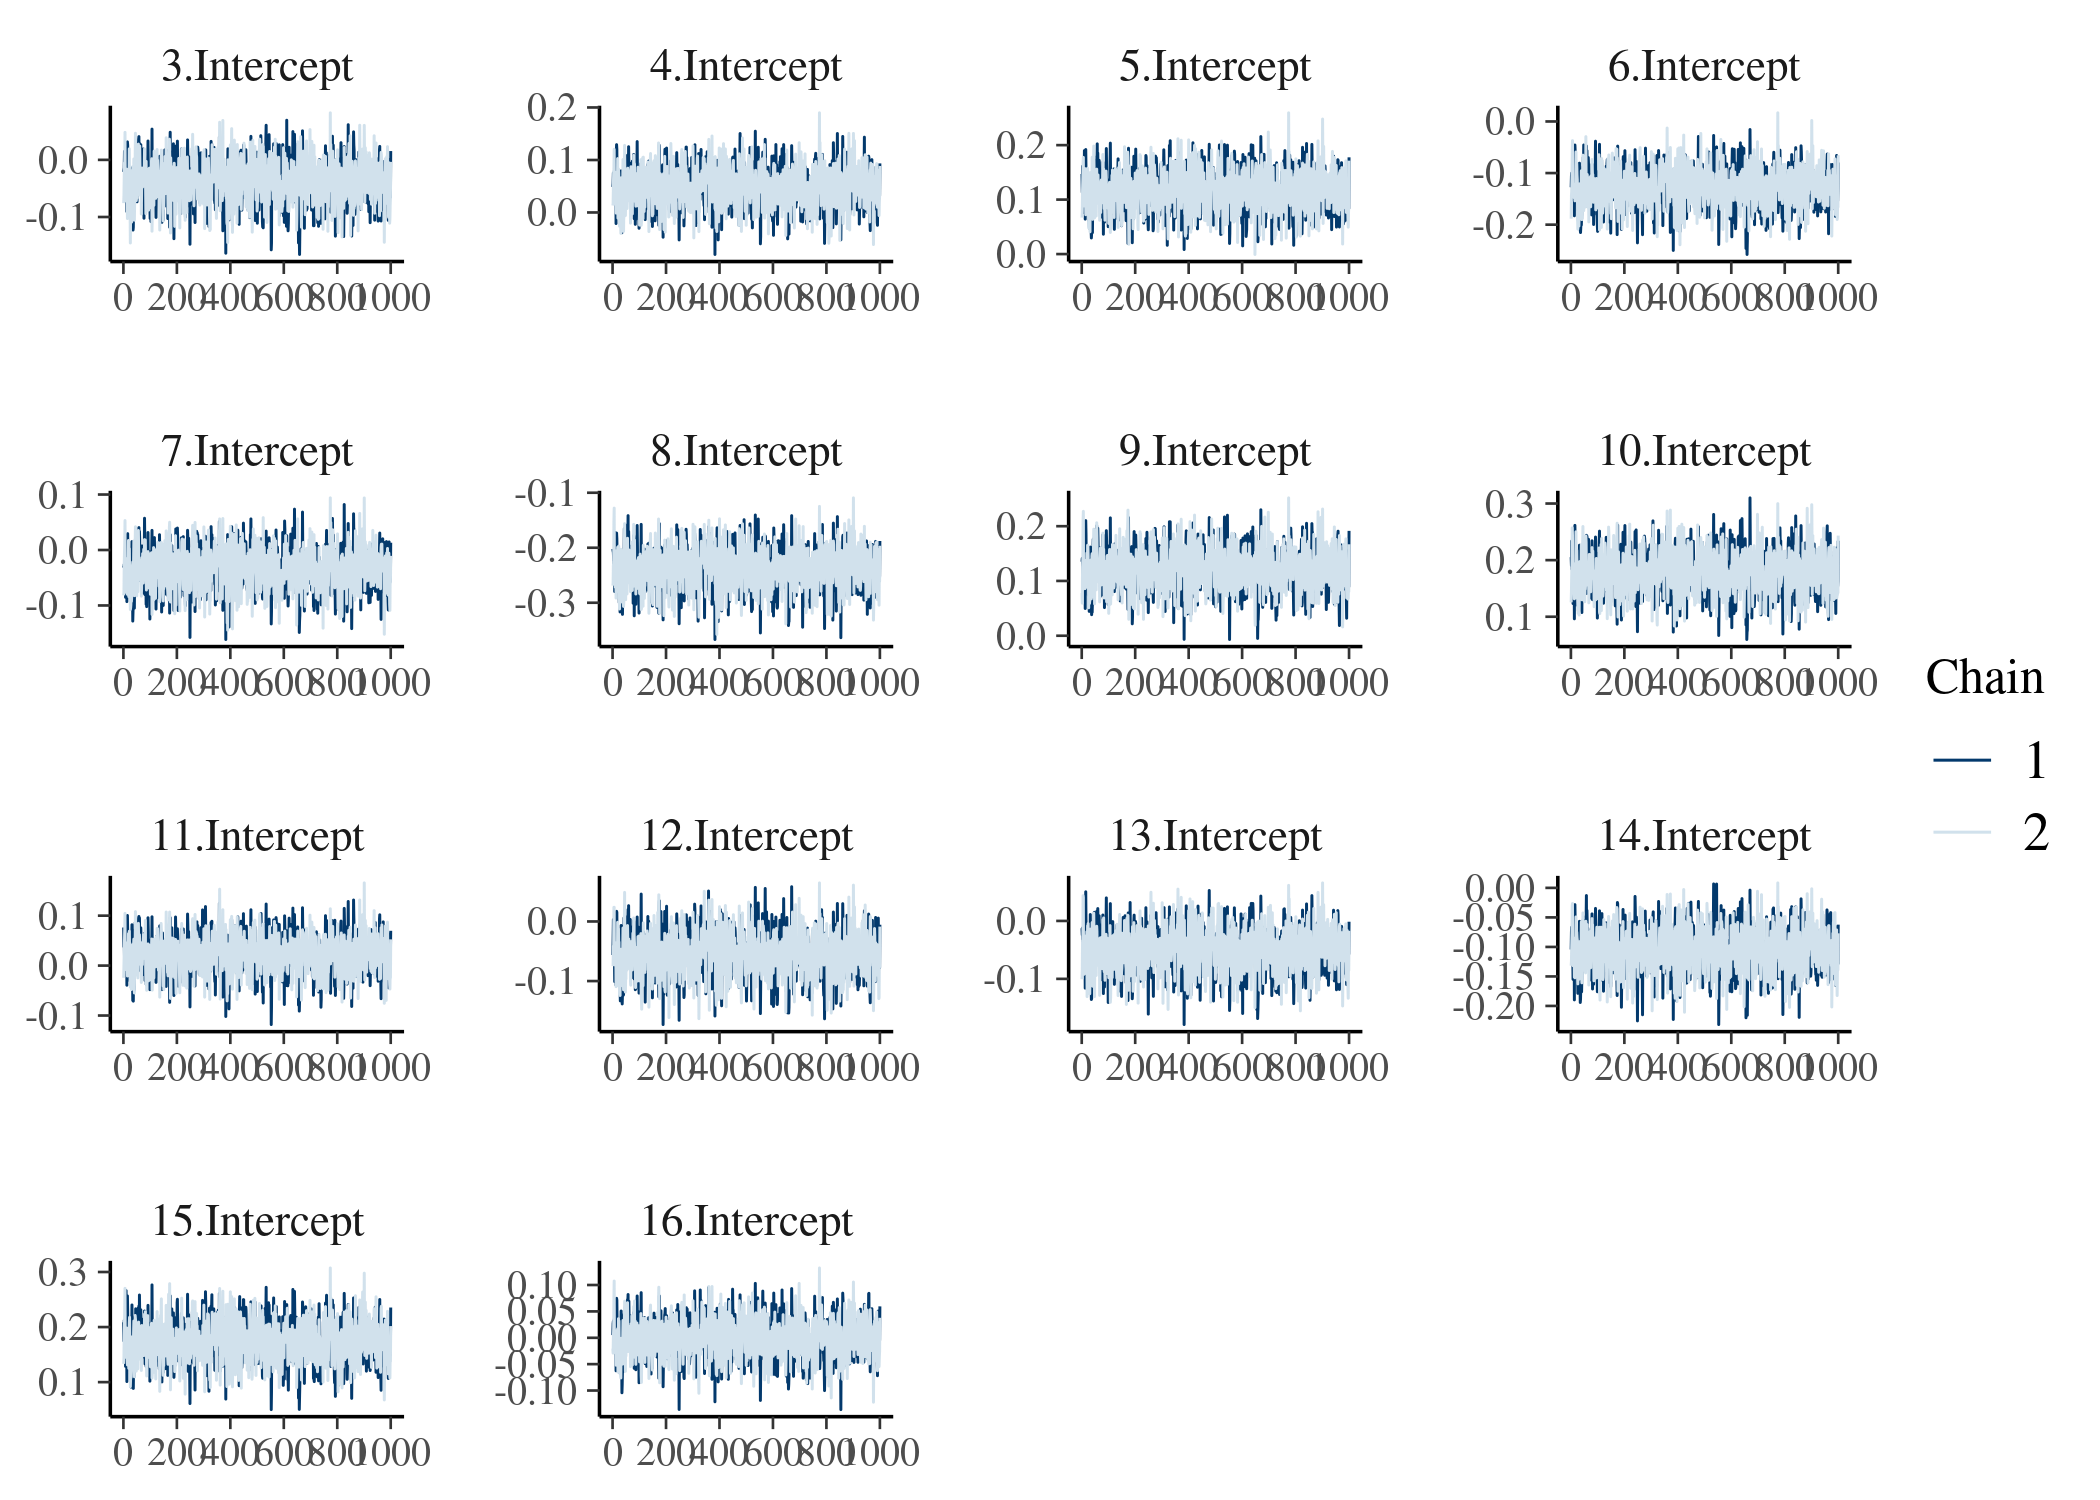 3.Intercept 4.Intercept 5.Intercept 6.Intercept
0.0
-0.1
0 200 400 600 800 1000
0.2
0.1
0.0
0 200 400 600 800 1000
0.2
0.1
0.0
0 200 400 600 800 1000
0.0
-0.1
-0.2
0 200 400 600 800 1000
7.Intercept 8.Intercept 9.Intercept 10.Intercept
0.1
0.0
-0.1
0 200 400 600 800 1000
-0.1
-0.2
-0.3
0 200 400 600 800 1000
0.2
0.1
0.0
0 200 400 600 800 1000
0.3
0.2
0.1
0 200 400 600 800 1000
Chain
1
2
11.Intercept 12.Intercept 13.Intercept 14.Intercept
0.1
0.0
-0.1
0 200 400 600 800 1000
0.0
-0.1
0 200 400 600 800 1000
0.0
-0.1
0 200 400 600 800 1000
0.00
-0.05
-0.10
-0.15
-0.20
0 200 400 600 800 1000
15.Intercept 16.Intercept
0.3
0.2
0.1
0 200 400 600 800 1000
0.10
0.05
0.00
-0.05
-0.10
0 200 400 600 800 1000